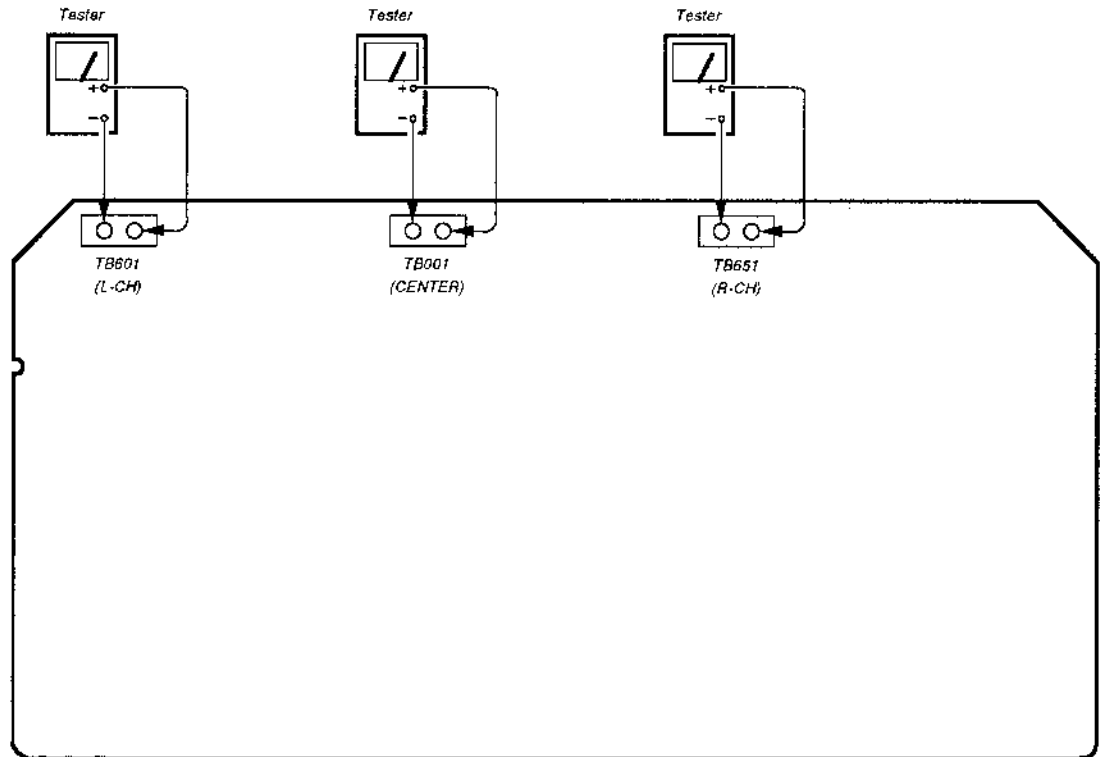 Tester
Tester
Tester
+
+
+
−
−
−
TB601
(L-CH)
TB001
(CENTER)
TB651
(R-CH)